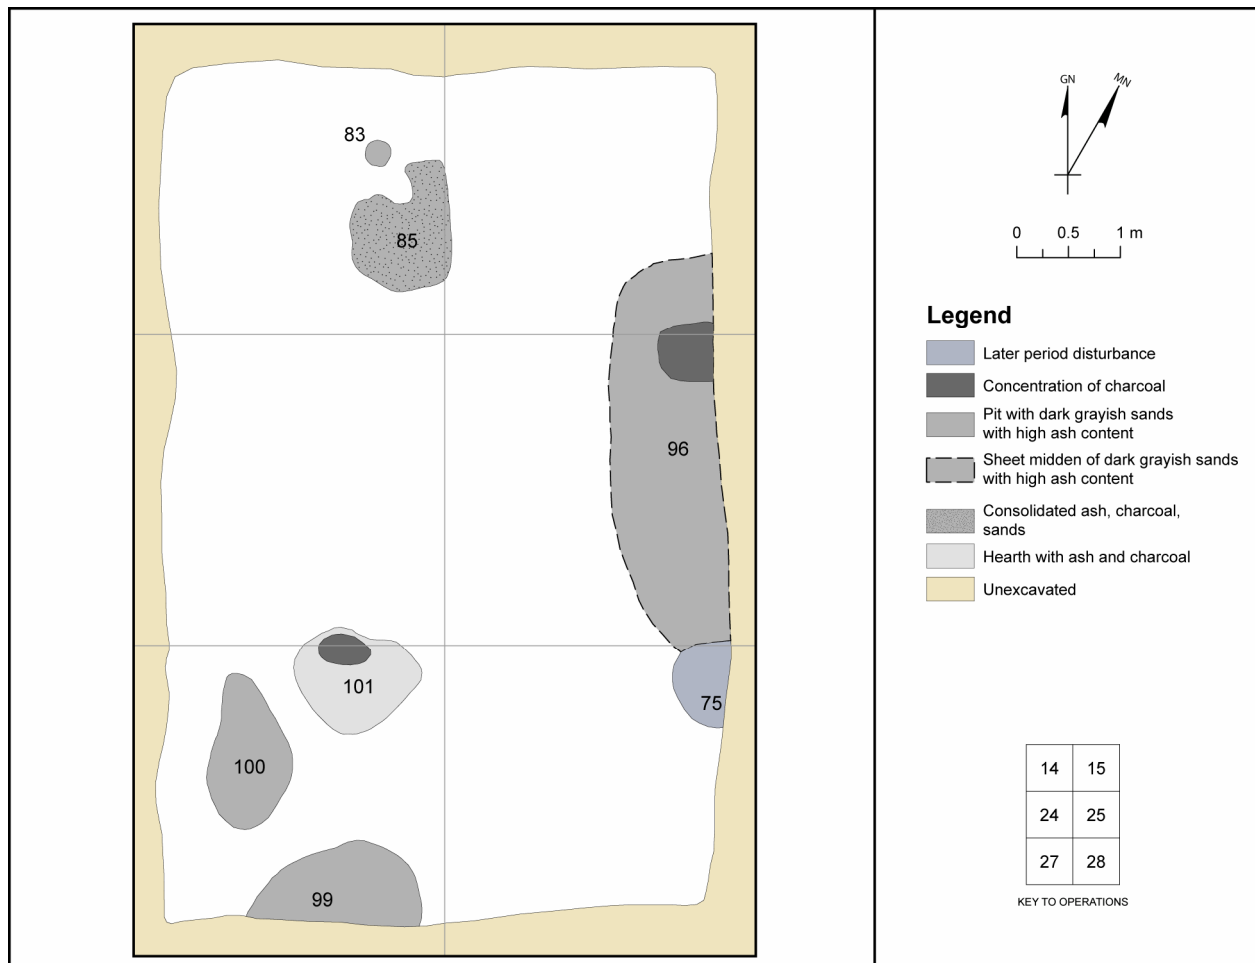 83
85
96
101
75
100
99
GN
MN
0 0.5 1 m
Legend
Later period disturbance
Concentration of charcoal
Pit with dark grayish sands
with high ash content
Sheet midden of dark grayish sands
with high ash content
Consolidated ash, charcoal,
sands
Hearth with ash and charcoal
Unexcavated
14 15
24 25
27 28
KEY TO OPERATIONS